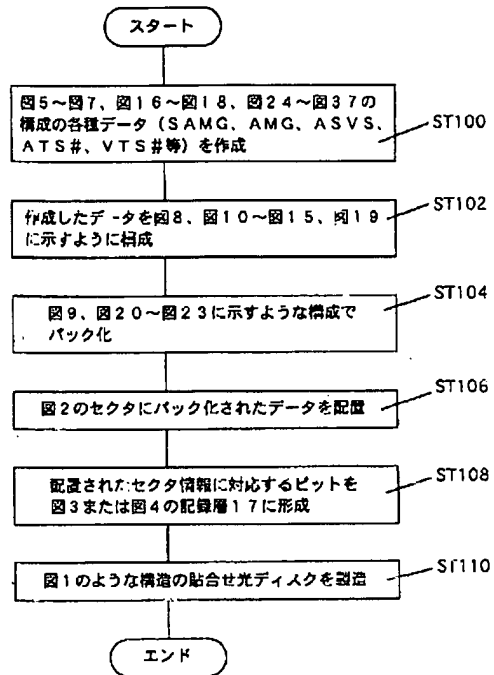 スタート
図5～図7、図16～図18、図24～図37の
構成の各種データ（SAMG、AMG、ASVS、
ATS#、VTS#等）を作成
ST100
作成したデータを図8、図10～図15、図19
に示すように構成
ST102
図9、図20～図23に示すような構成で
パック化
ST104
図2のセクタにパック化されたデータを配置
ST106
配置されたセクタ情報に対応するピットを
図3または図4の記録層17に形成
ST108
図1のような構造の貼合せ光ディスクを製造
ST110
エンド